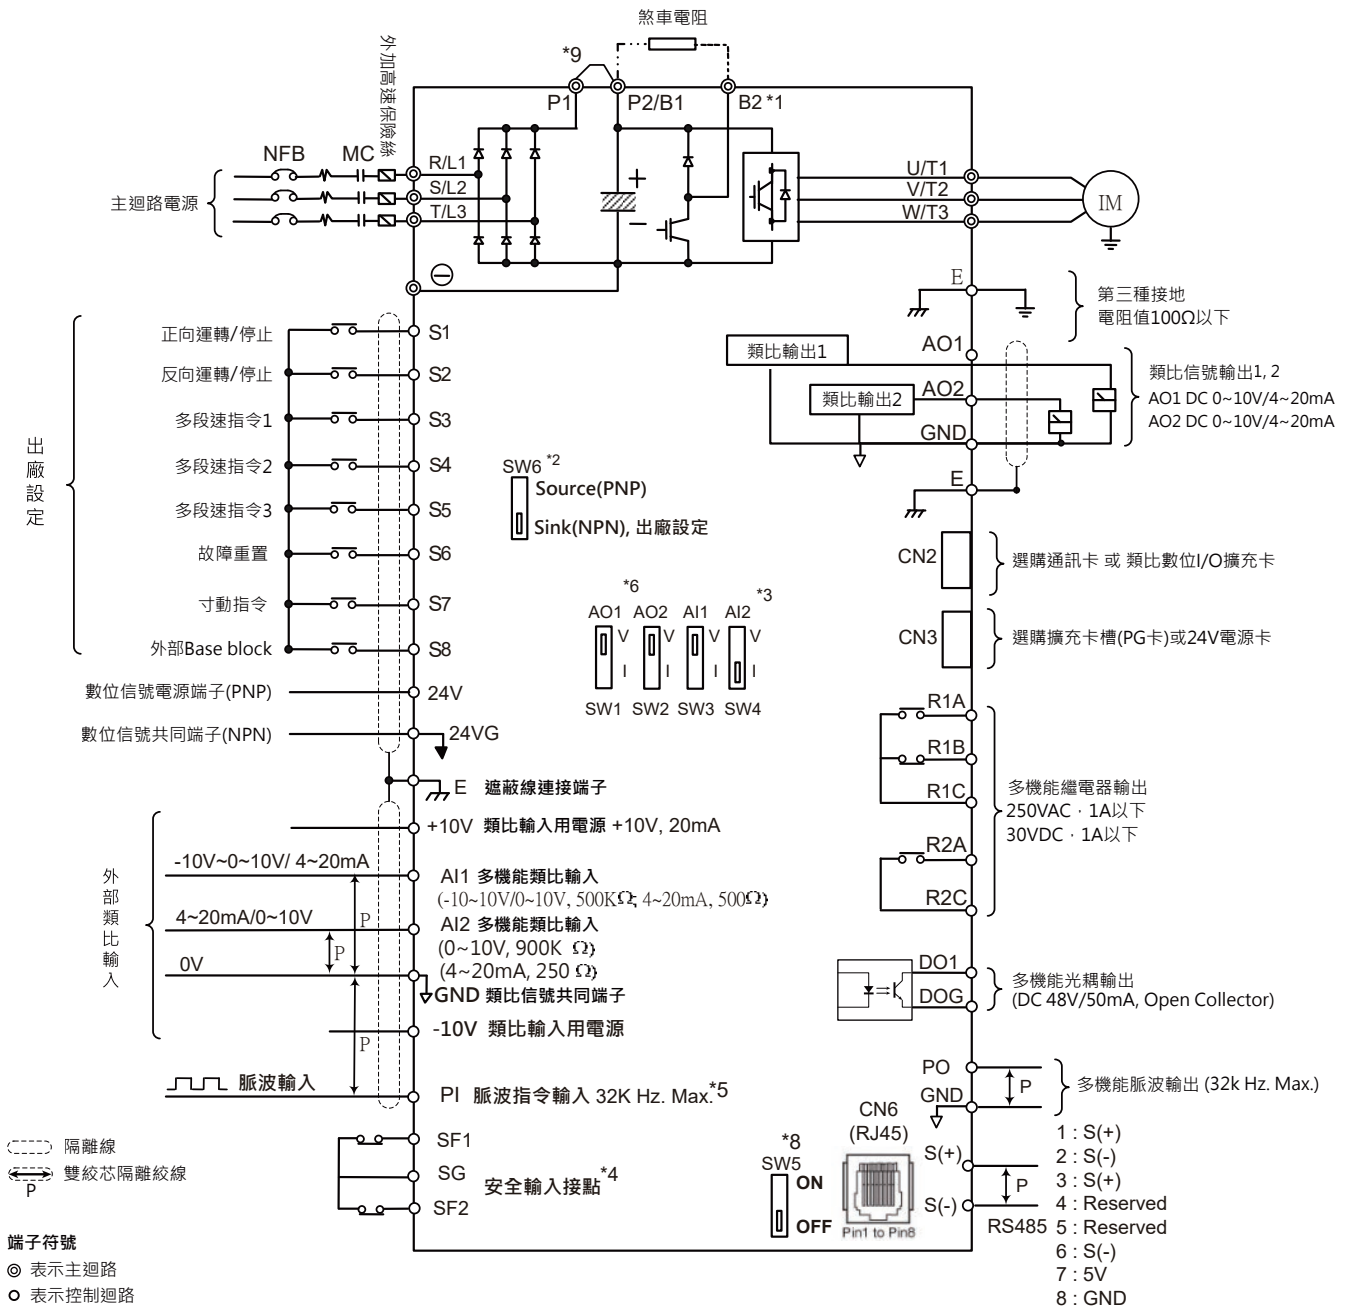 煞車電阻
外加高速保險絲
*9
P1
P2/B1
B2 *1
NFB
MC
主迴路電源
R/L1
S/L2
T/L3
+
−
U/T1
V/T2
W/T3
IM
E
第三種接地
電阻值100Ω以下
出廠設定
正向運轉/停止
S1
反向運轉/停止
S2
多段速指令1
S3
多段速指令2
S4
多段速指令3
S5
故障重置
S6
寸動指令
S7
外部Base block
S8
數位信號電源端子(PNP)
24V
數位信號共同端子(NPN)
24VG
E 遮蔽線連接端子
類比輸出1
AO1
類比輸出2
AO2
GND
E
類比信號輸出1, 2
AO1 DC 0~10V/4~20mA
AO2 DC 0~10V/4~20mA
SW6 *2
Source(PNP)
Sink(NPN), 出廠設定
*6
*3
AO1 AO2 AI1 AI2
V V V V
I I I I
SW1 SW2 SW3 SW4
CN2
選購通訊卡 或 類比數位I/O擴充卡
CN3
選購擴充卡槽(PG卡)或24V電源卡
R1A
R1B
R1C
R2A
R2C
多機能繼電器輸出
250VAC · 1A以下
30VDC · 1A以下
外部類比輸入
+10V 類比輸入用電源 +10V, 20mA
-10V~0~10V/ 4~20mA
AI1 多機能類比輸入
(-10~10V/0~10V, 500KΩ; 4~20mA, 500Ω)
4~20mA/0~10V
P
AI2 多機能類比輸入
(0~10V, 900K Ω)
P
(4~20mA, 250 Ω)
0V
GND 類比信號共同端子
-10V 類比輸入用電源
P
脈波輸入
PI 脈波指令輸入 32K Hz. Max.*5
DO1
DOG
多機能光耦輸出
(DC 48V/50mA, Open Collector)
PO
GND
P
多機能脈波輸出 (32k Hz. Max.)
SF1
SG
SF2
安全輸入接點*4
*8
SW5
ON
OFF
CN6
(RJ45)
Pin1 to Pin8
S(+)
S(-)
P
RS485
1 : S(+)
2 : S(-)
3 : S(+)
4 : Reserved
5 : Reserved
6 : S(-)
7 : 5V
8 : GND
隔離線
雙絞芯隔離絞線
P
端子符號
◎ 表示主迴路
○ 表示控制迴路